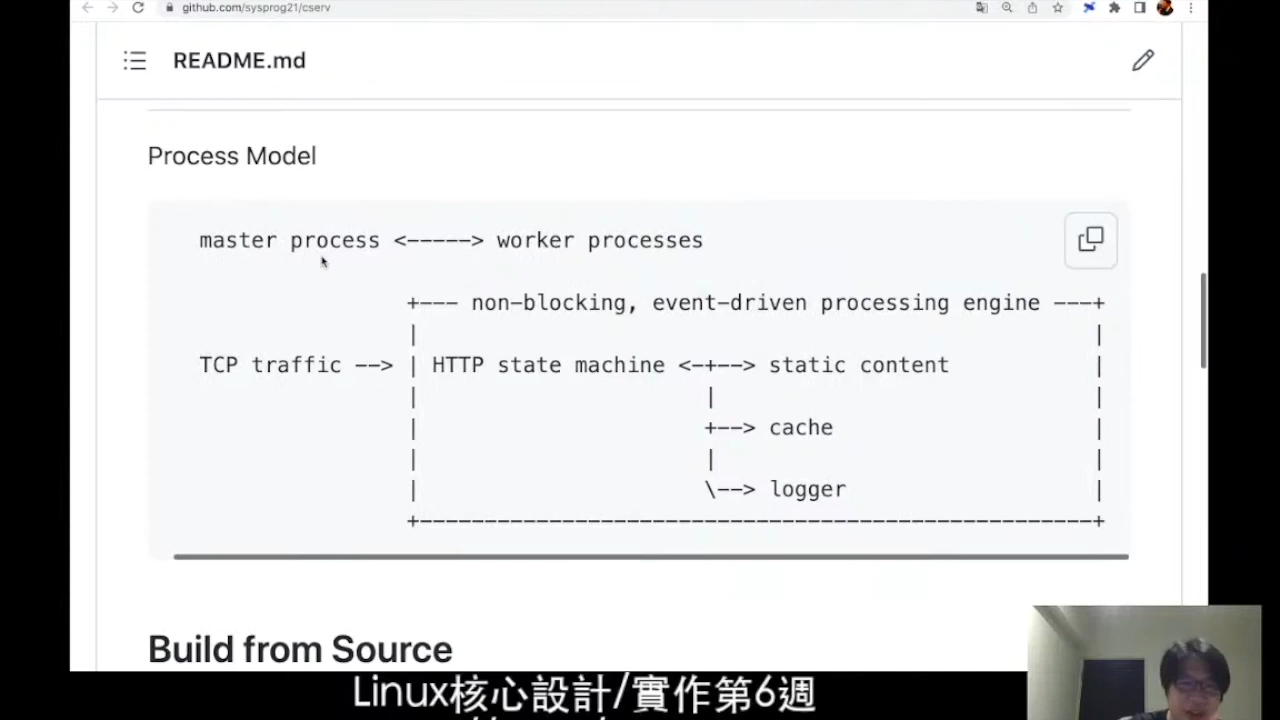 github.com/sysprog21/cserv
README.md
Process Model
master process <-----> worker processes
+--- non-blocking, event-driven processing engine ---+
| |
TCP traffic --> | HTTP state machine <-+--> static content |
| | |
| +--> cache |
| | |
| \--> logger |
+----------------------------------------------------+
Build from Source
Linux核心設計/實作第6週